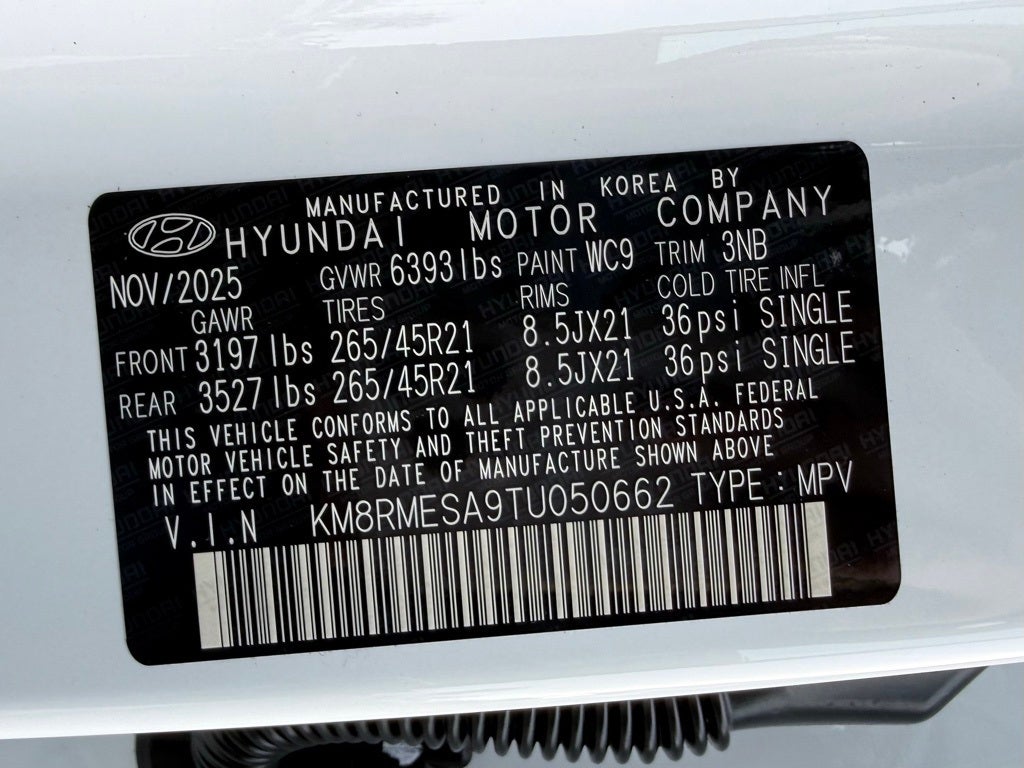 MANUFACTURED IN KOREA BY
HYUNDAI MOTOR COMPANY
NOV/2025 GVWR 6393lbs PAINT WC9 TRIM 3NB
GAWR TIRES RIMS COLD TIRE INFL
FRONT 3197lbs 265/45R21 8.5JX21 36psi SINGLE
REAR 3527lbs 265/45R21 8.5JX21 36psi SINGLE
THIS VEHICLE CONFORMS TO ALL APPLICABLE U.S.A. FEDERAL
MOTOR VEHICLE SAFETY AND THEFT PREVENTION STANDARDS
IN EFFECT ON THE DATE OF MANUFACTURE SHOWN ABOVE
V.I.N KM8RMESA9TU050662 TYPE : MPV